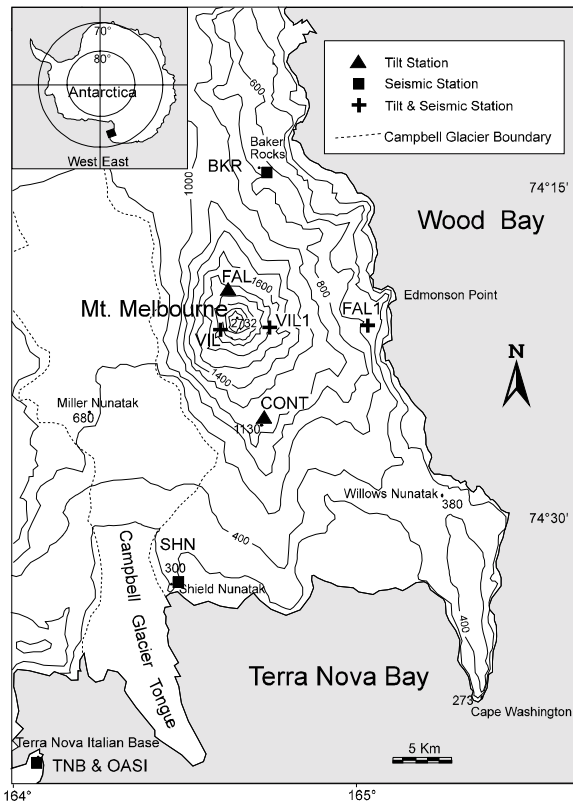 70°
80°
Antarctica
West East
Tilt Station
Seismic Station
Tilt & Seismic Station
Campbell Glacier Boundary
600
Baker
Rocks
BKR
1000
74°15'
Wood Bay
FAL
1600
800
Edmonson Point
Mt. Melbourne
FAL1
2732
VIL1
VIL
N
1400
Miller Nunatak
680
CONT
1130
Willows Nunatak
380
74°30'
400
SHN
300
Shield Nunatak
Campbell Glacier Tongue
400
Terra Nova Bay
273
Cape Washington
Terra Nova Italian Base
TNB & OASI
5 Km
164°
165°